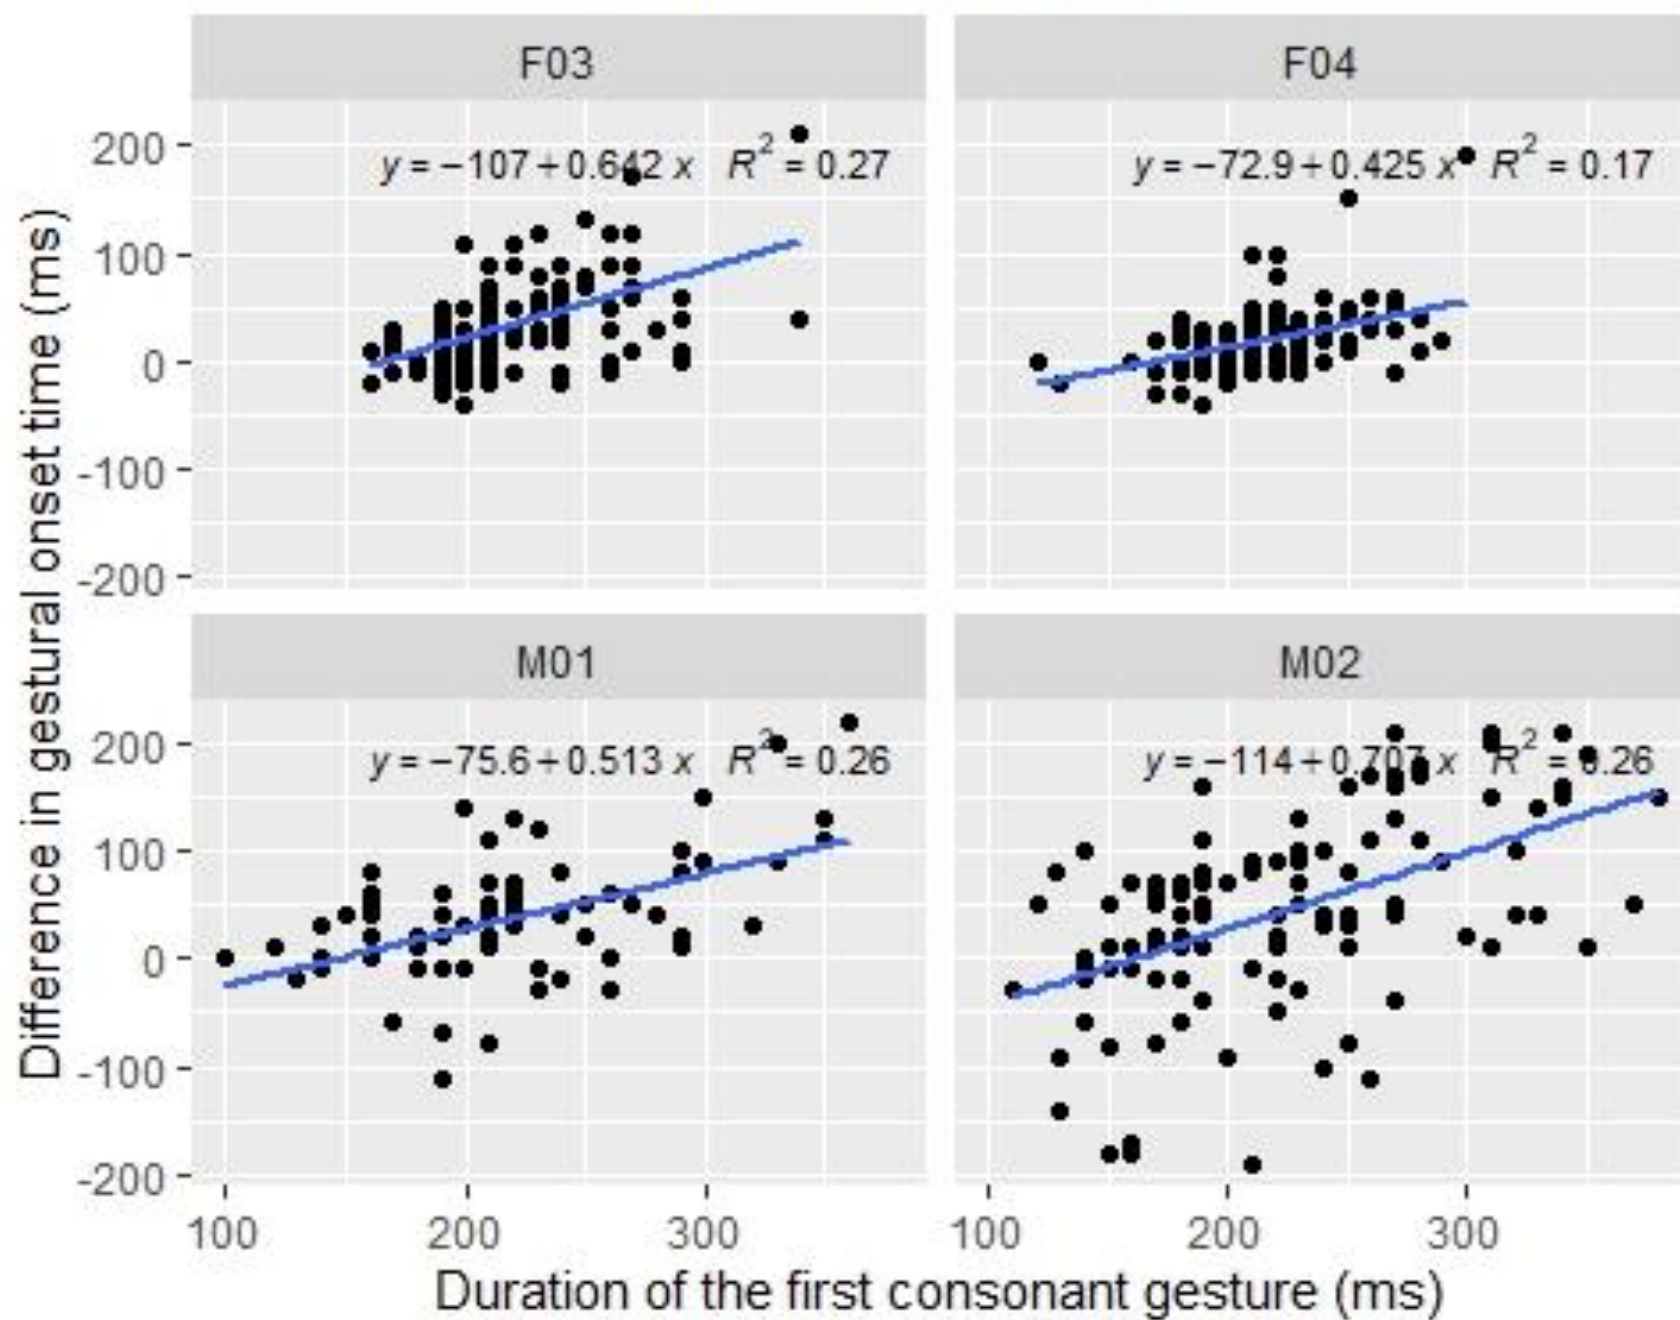 F03
F04
Difference in gestural onset time (ms)
200
100
0
-100
-200
y = −107 + 0.642 x   R² = 0.27
y = −72.9 + 0.425 x   R² = 0.17
M01
M02
200
100
0
-100
-200
y = −75.6 + 0.513 x   R² = 0.26
y = −114 + 0.707 x   R² = 0.26
100 200 300 100 200 300
Duration of the first consonant gesture (ms)